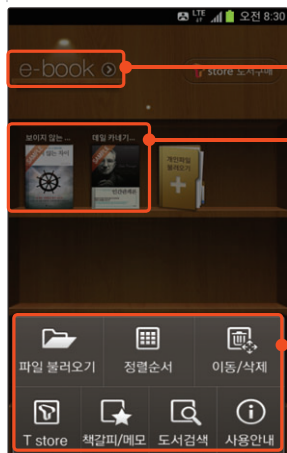 LTE 오전 8:30
e-book
T store 도서구매
보이지 않는 ... 데일 카네기...
개인파일
불러오기
파일 불러오기 정렬순서 이동/삭제
T store 책갈피/메모 도서검색 사용안내